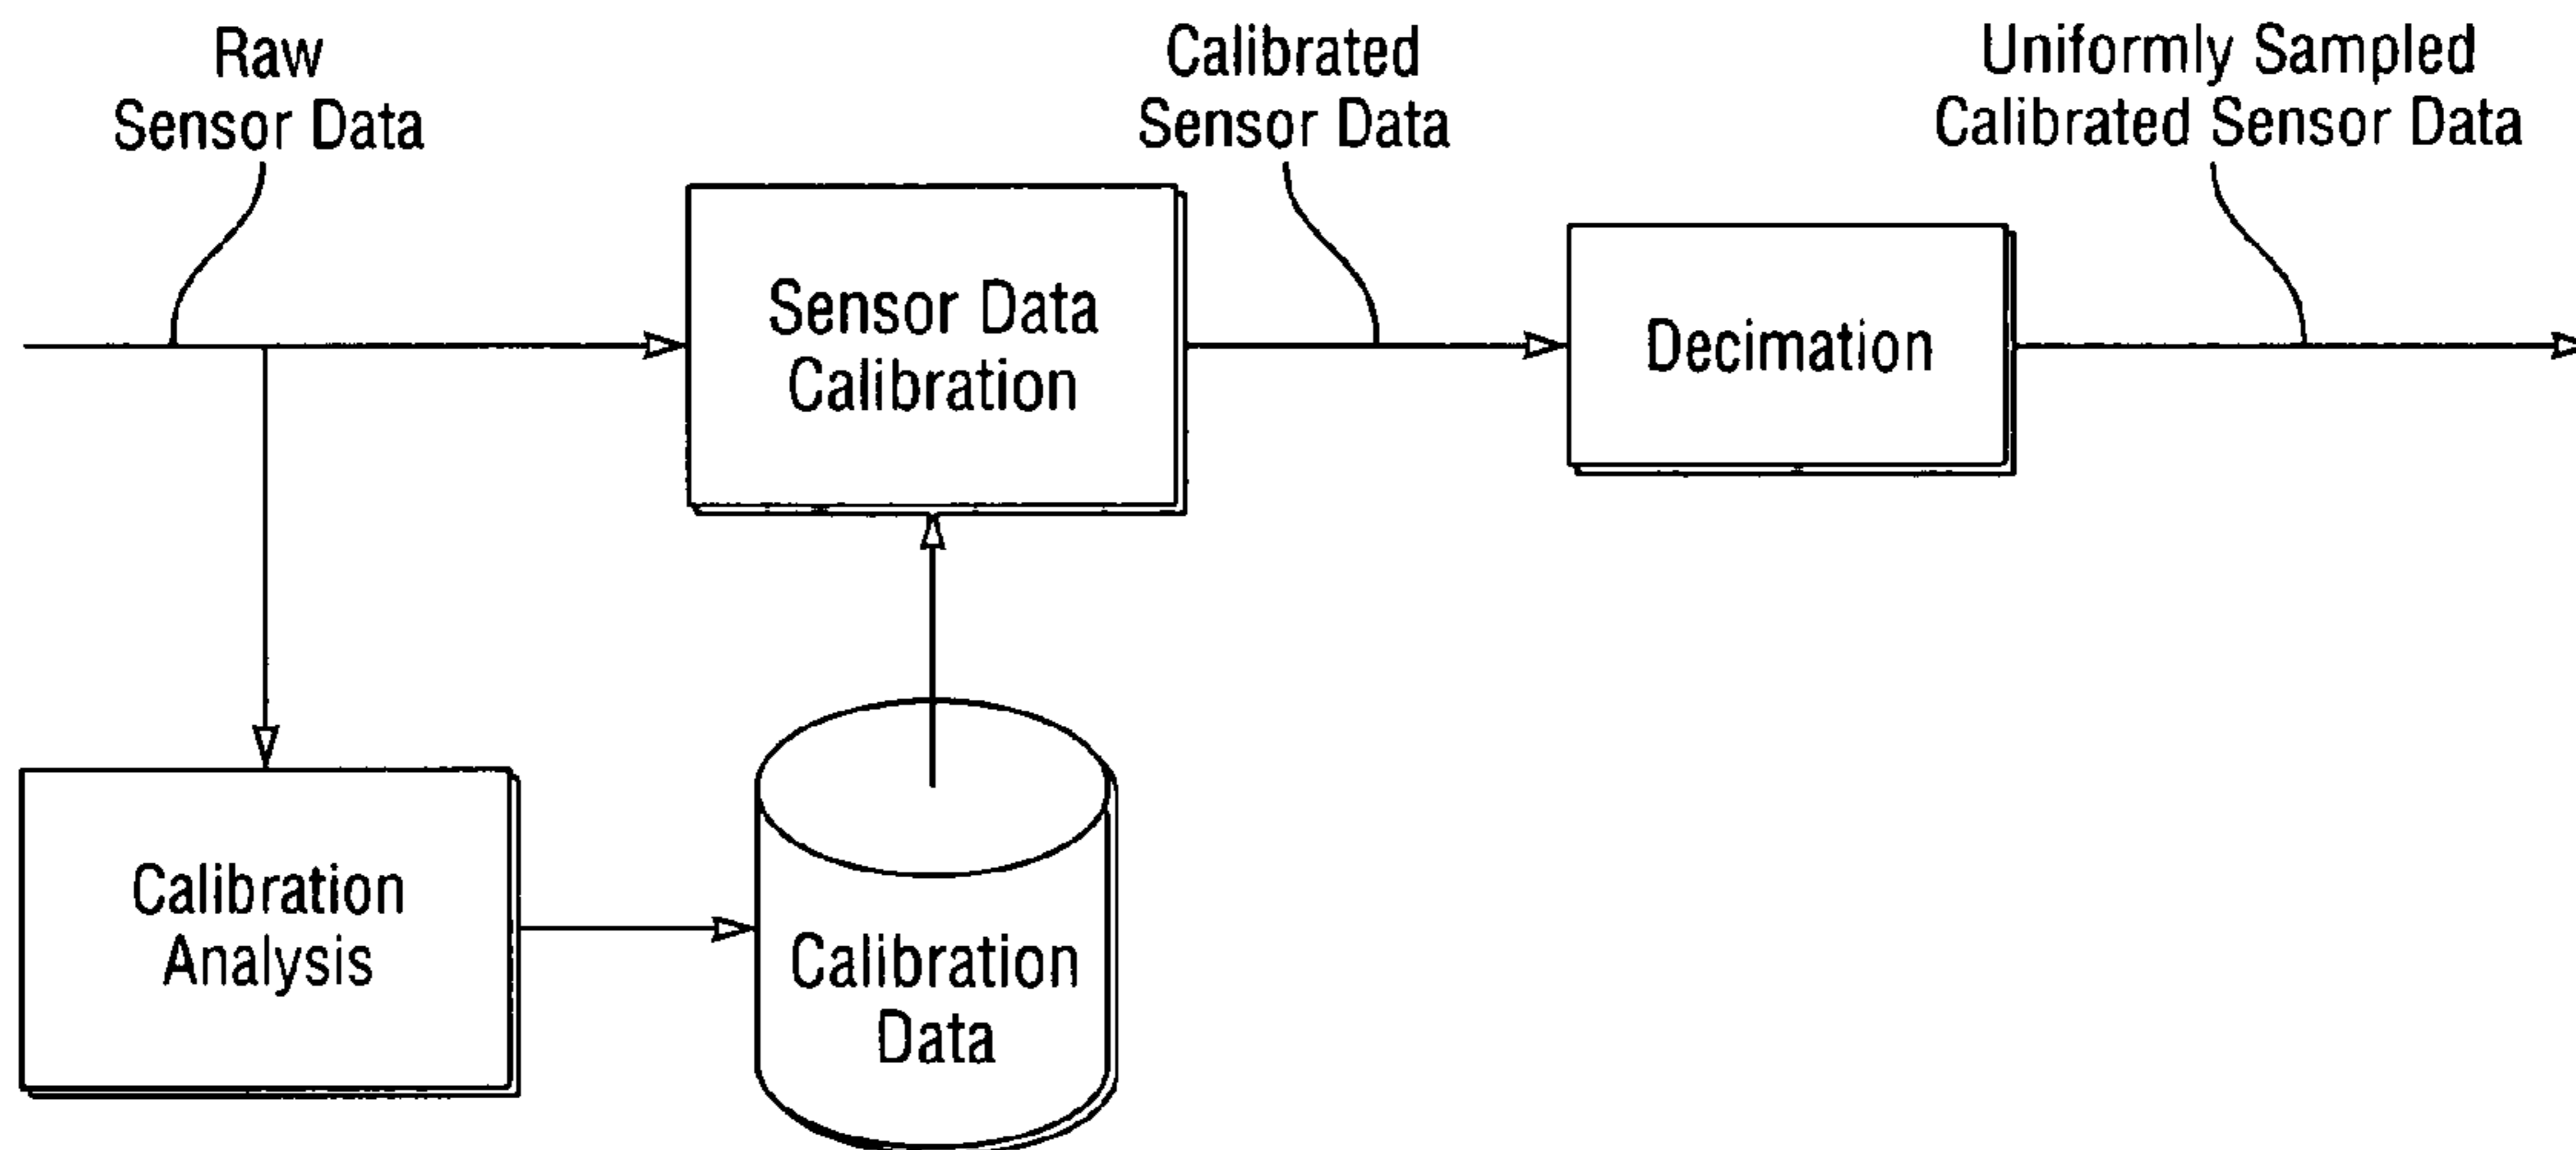 Raw
Sensor Data
Calibrated
Sensor Data
Uniformly Sampled
Calibrated Sensor Data
Sensor Data
Calibration
Decimation
Calibration
Analysis
Calibration
Data